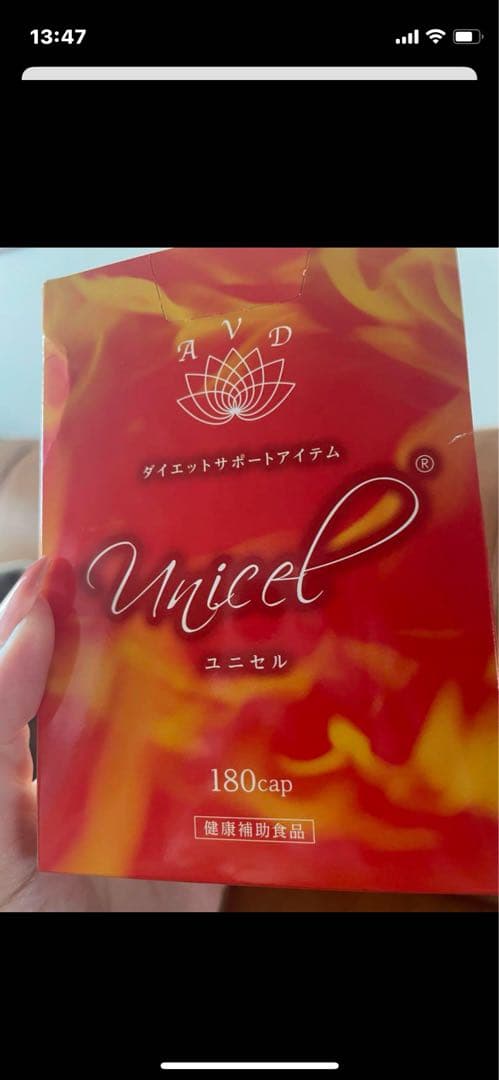 13:47
AVD
ダイエットサポートアイテム
®
Unicel
ユニセル
180cap
健康補助食品